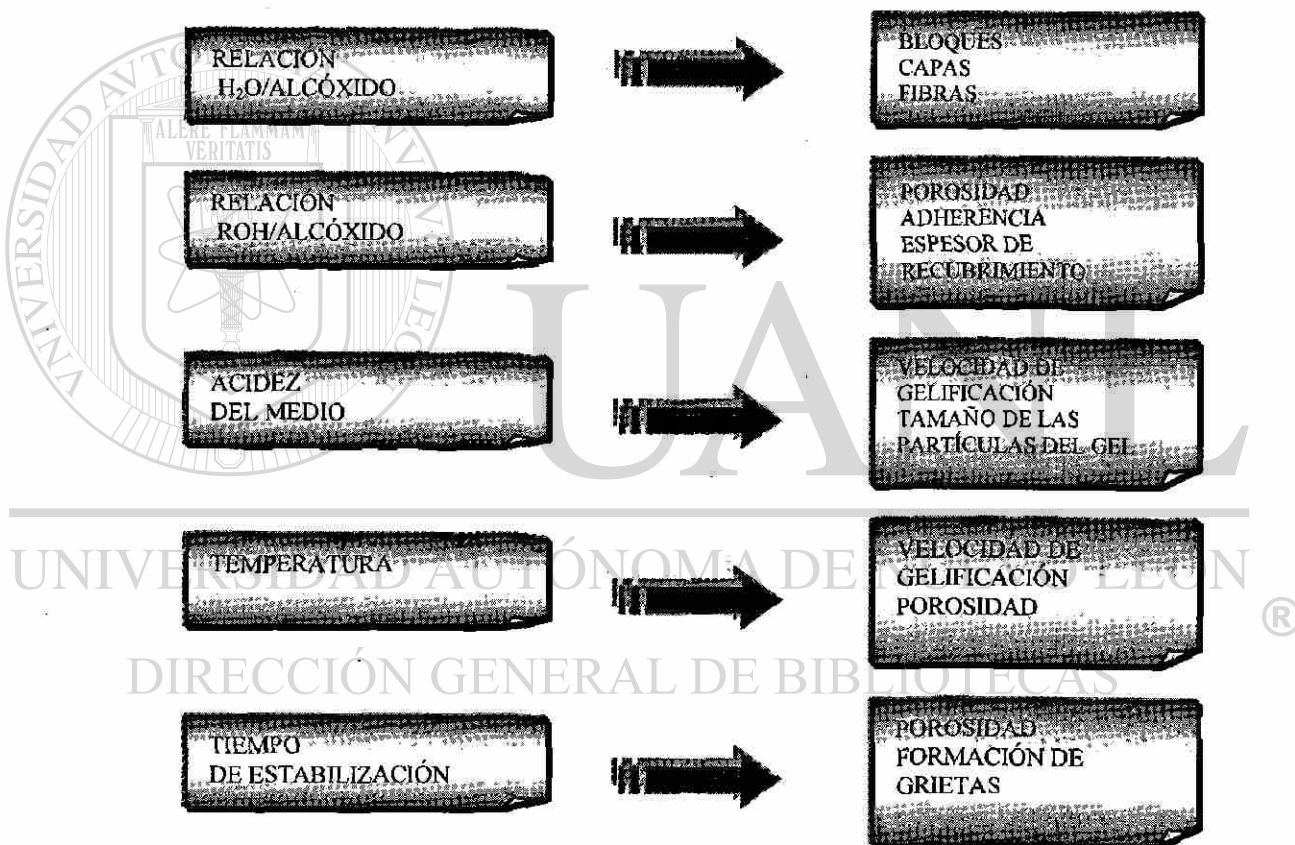 RELACION
H₂O/ALCÓXIDO
BLOQUES
CAPAS
FIBRAS
RELACIÓN
ROH/ALCÓXIDO
POROSIDAD
ADHERENCIA
ESPESOR DE
RECUBRIMIENTO
ACIDEZ
DEL MEDIO
VELOCIDAD DE
GELIFICACIÓN
TAMAÑO DE LAS
PARTÍCULAS DEL GEL
TEMPERATURA
VELOCIDAD DE
GELIFICACIÓN
POROSIDAD
TIEMPO
DE ESTABILIZACIÓN
POROSIDAD
FORMACIÓN DE
GRIETAS
ALERE FLAMMAM
VERITATIS
UANL
UNIVERSIDAD AUTÓNOMA DE LEÓN
®
DIRECCIÓN GENERAL DE BIBLIOTECAS